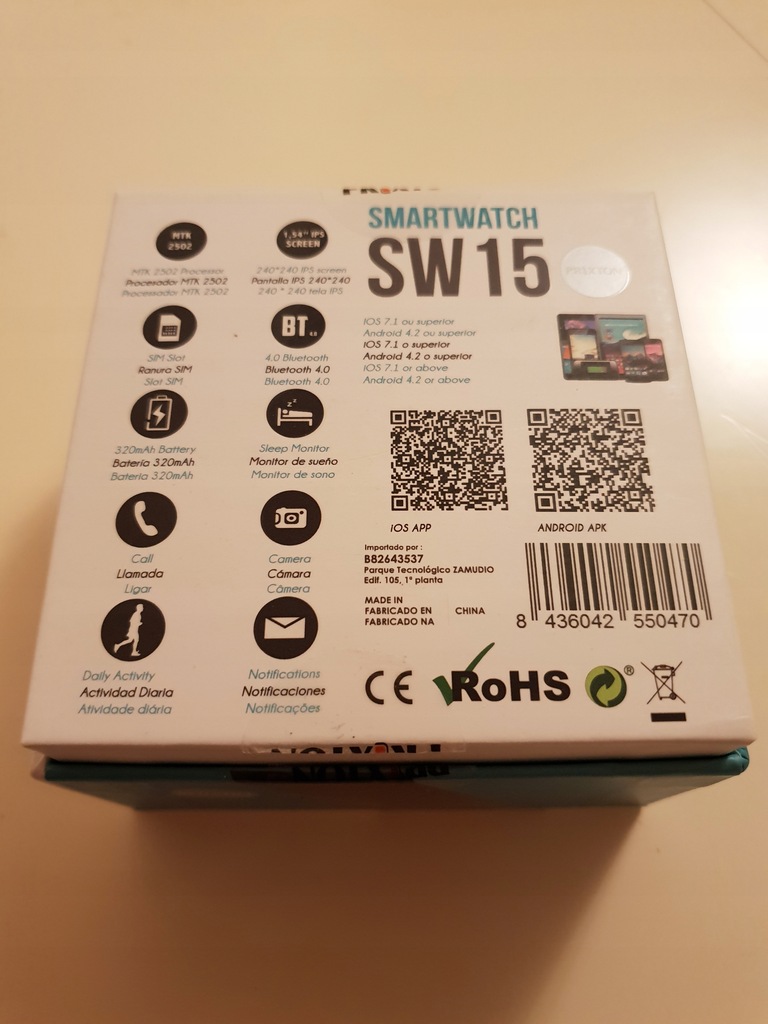 SMARTWATCH
SW15
PRIXTON
MTK
2502
MTK 2502 Processor
Procesador MTK 2502
Processador MTK 2502
1,54" IPS
SCREEN
240*240 IPS screen
Pantalla IPS 240*240
240 * 240 tela IPS
SIM Slot
Ranura SIM
Slot SIM
BT 4.0
4.0 Bluetooth
Bluetooth 4.0
Bluetooth 4.0
IOS 7.1 ou superior
Android 4.2 ou superior
IOS 7.1 o superior
Android 4.2 o superior
IOS 7.1 or above
Android 4.2 or above
320mAh Battery
Batería 320mAh
Bateria 320mAh
z z
Sleep Monitor
Monitor de sueño
Monitor de sono
iOS APP
ANDROID APK
Call
Llamada
Ligar
Camera
Cámara
Câmera
Importado por :
B82643537
Parque Tecnológico ZAMUDIO
Edif. 105, 1ª planta
MADE IN
FABRICADO EN CHINA
FABRICADO NA
8 436042 550470
Daily Activity
Actividad Diaria
Atividade diária
Notifications
Notificaciones
Notificações
CE
RoHS
®
PRIXTON